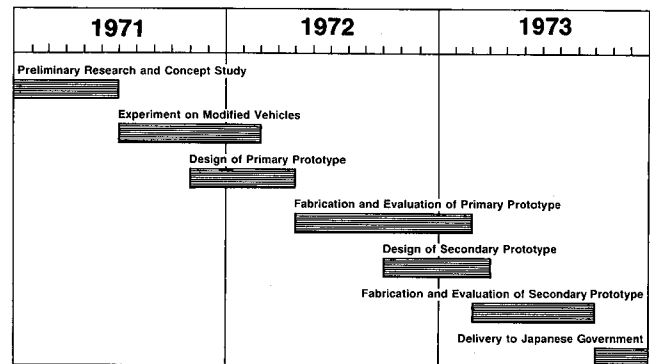 1971 1972 1973
Preliminary Research and Concept Study
Experiment on Modified Vehicles
Design of Primary Prototype
Fabrication and Evaluation of Primary Prototype
Design of Secondary Prototype
Fabrication and Evaluation of Secondary Prototype
Delivery to Japanese Government